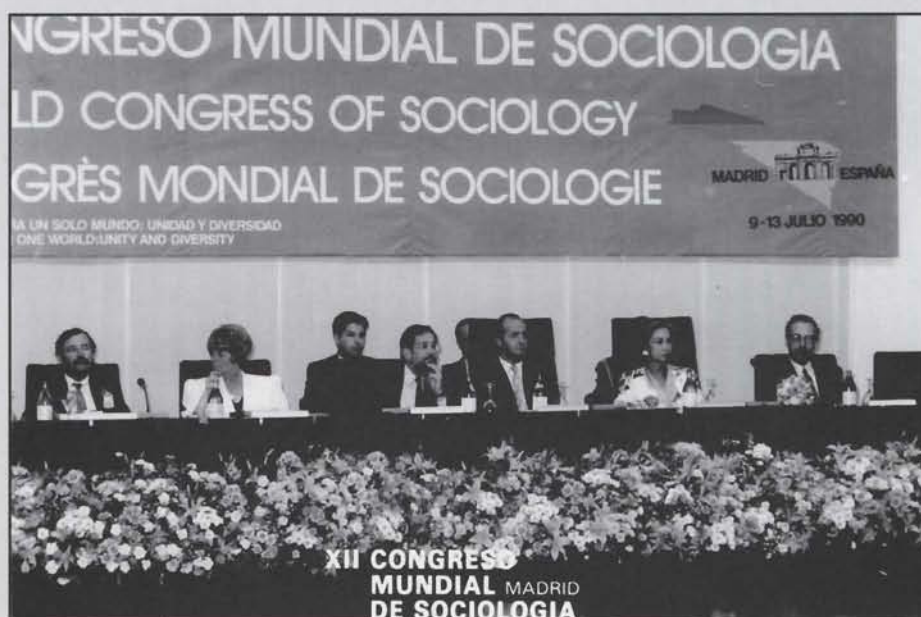 NGRESO MUNDIAL DE SOCIOLOGIA
LD CONGRESS OF SOCIOLOGY
GRÈS MONDIAL DE SOCIOLOGIE
UN SOLO MUNDO: UNIDAD Y DIVERSIDAD
ONE WORLD:UNITY AND DIVERSITY
MADRID ESPAÑA
9-13 JULIO 1990
XII CONGRESO
MUNDIAL MADRID
DE SOCIOLOGIA